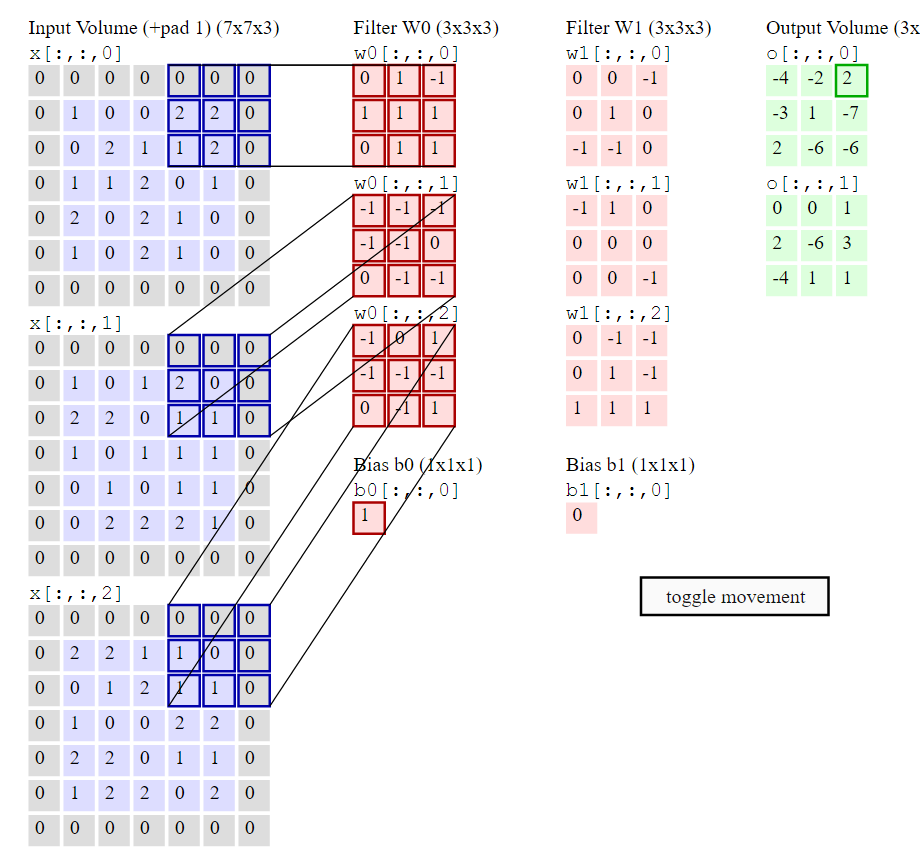 Input Volume (+pad 1) (7x7x3)
x[:,:,0]
0 0 0 0 0 0 0
0 1 0 0 2 2 0
0 0 2 1 1 2 0
0 1 1 2 0 1 0
0 2 0 2 1 0 0
0 1 0 2 1 0 0
0 0 0 0 0 0 0
x[:,:,1]
0 0 0 0 0 0 0
0 1 0 1 2 0 0
0 2 2 0 1 1 0
0 1 0 1 1 1 0
0 0 1 0 1 1 0
0 0 2 2 2 1 0
0 0 0 0 0 0 0
x[:,:,2]
0 0 0 0 0 0 0
0 2 2 1 1 0 0
0 0 1 2 1 1 0
0 1 0 0 2 2 0
0 2 2 0 1 1 0
0 1 2 2 0 2 0
0 0 0 0 0 0 0
Filter W0 (3x3x3)
w0[:,:,0]
0 1 -1
1 1 1
0 1 1
w0[:,:,1]
-1 -1 -1
-1 -1 0
0 -1 -1
w0[:,:,2]
-1 0 1
-1 -1 -1
0 -1 1
Bias b0 (1x1x1)
b0[:,:,0]
1
Filter W1 (3x3x3)
w1[:,:,0]
0 0 -1
0 1 0
-1 -1 0
w1[:,:,1]
-1 1 0
0 0 0
0 0 -1
w1[:,:,2]
0 -1 -1
0 1 -1
1 1 1
Bias b1 (1x1x1)
b1[:,:,0]
0
Output Volume (3x
o[:,:,0]
-4 -2 2
-3 1 -7
2 -6 -6
o[:,:,1]
0 0 1
2 -6 3
-4 1 1
toggle movement